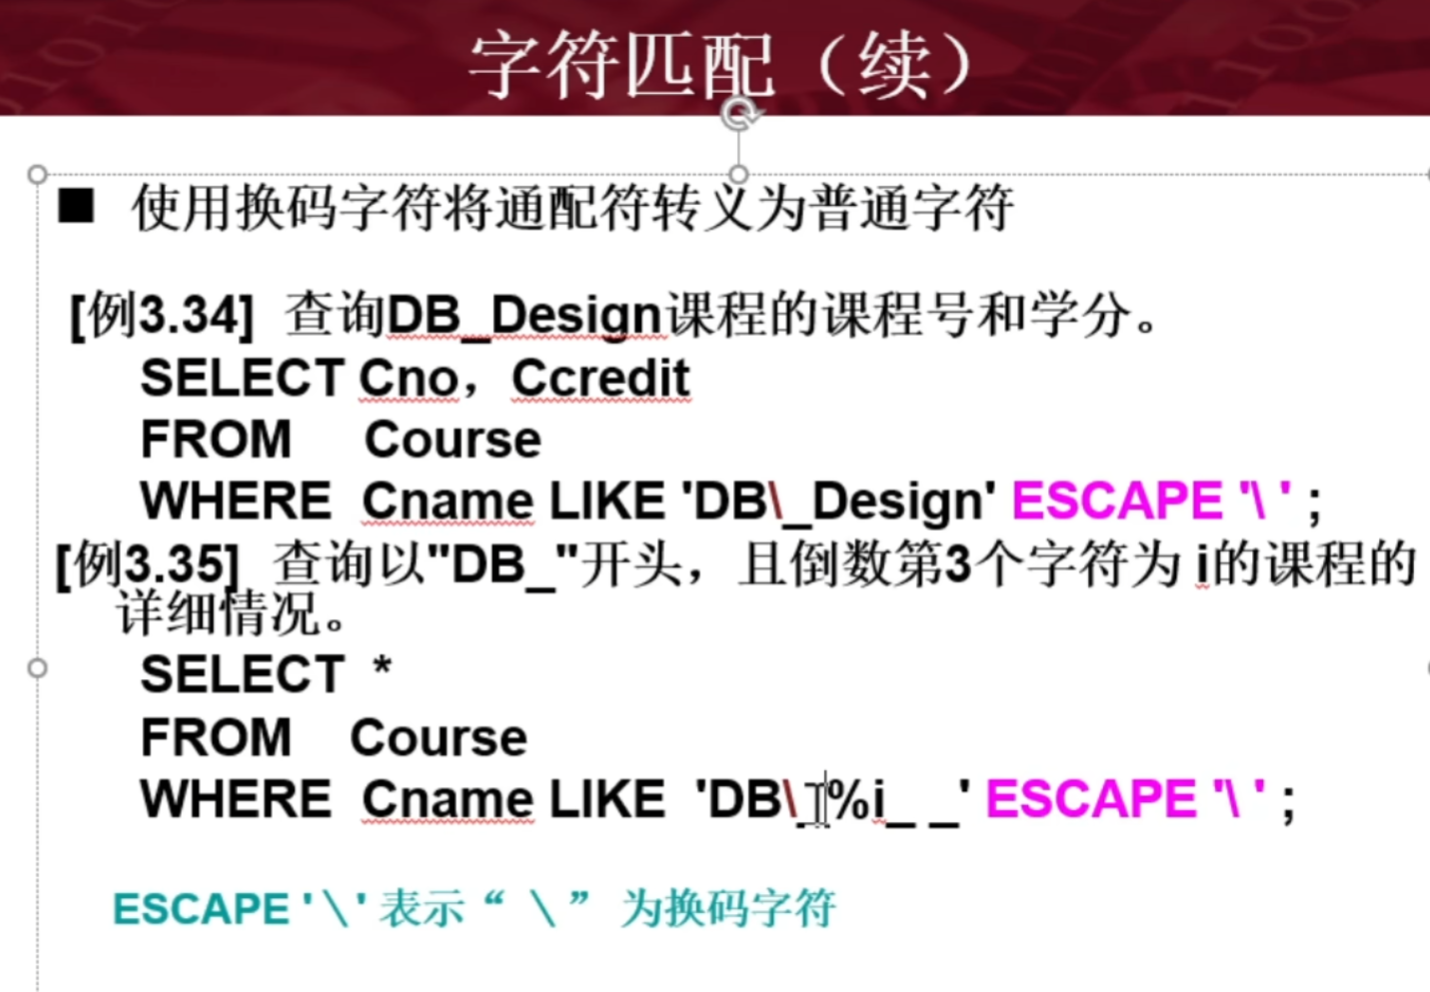 字符匹配（续）
■ 使用换码字符将通配符转义为普通字符
[例3.34] 查询DB_Design课程的课程号和学分。
SELECT Cno，Ccredit
FROM Course
WHERE Cname LIKE 'DB\_Design' ESCAPE '\ ' ;
[例3.35] 查询以"DB_"开头，且倒数第3个字符为 i的课程的
详细情况。
SELECT *
FROM Course
WHERE Cname LIKE 'DB\_%i_ _' ESCAPE '\ ' ;
ESCAPE '＼' 表示“ ＼ ” 为换码字符